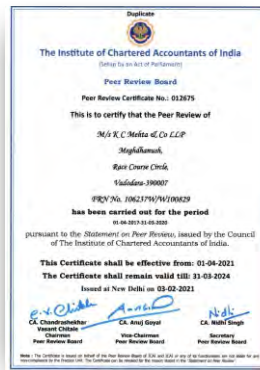 Duplicate
The Institute of Chartered Accountants of India
(Setup by an Act of Parliament)
Peer Review Board
Peer Review Certificate No.: 012675
This is to certify that the Peer Review of
M/s K C Mehta & Co LLP
Meghdhanush,
Race Course Circle,
Vadodara-390007
FRN No. 106237W/W100829
has been carried out for the period
01-04-2017-31-03-2020
pursuant to the Statement on Peer Review, issued by the Council
of The Institute of Chartered Accountants of India.
This Certificate shall be effective from: 01-04-2021
The Certificate shall remain valid till: 31-03-2024
Issued at New Delhi on 03-02-2021
CA. Chandrashekhar
Vasant Chitale
Chairman
Peer Review Board
CA. Anuj Goyal
Vice-Chairman
Peer Review Board
CA. Nidhi Singh
Secretary
Peer Review Board